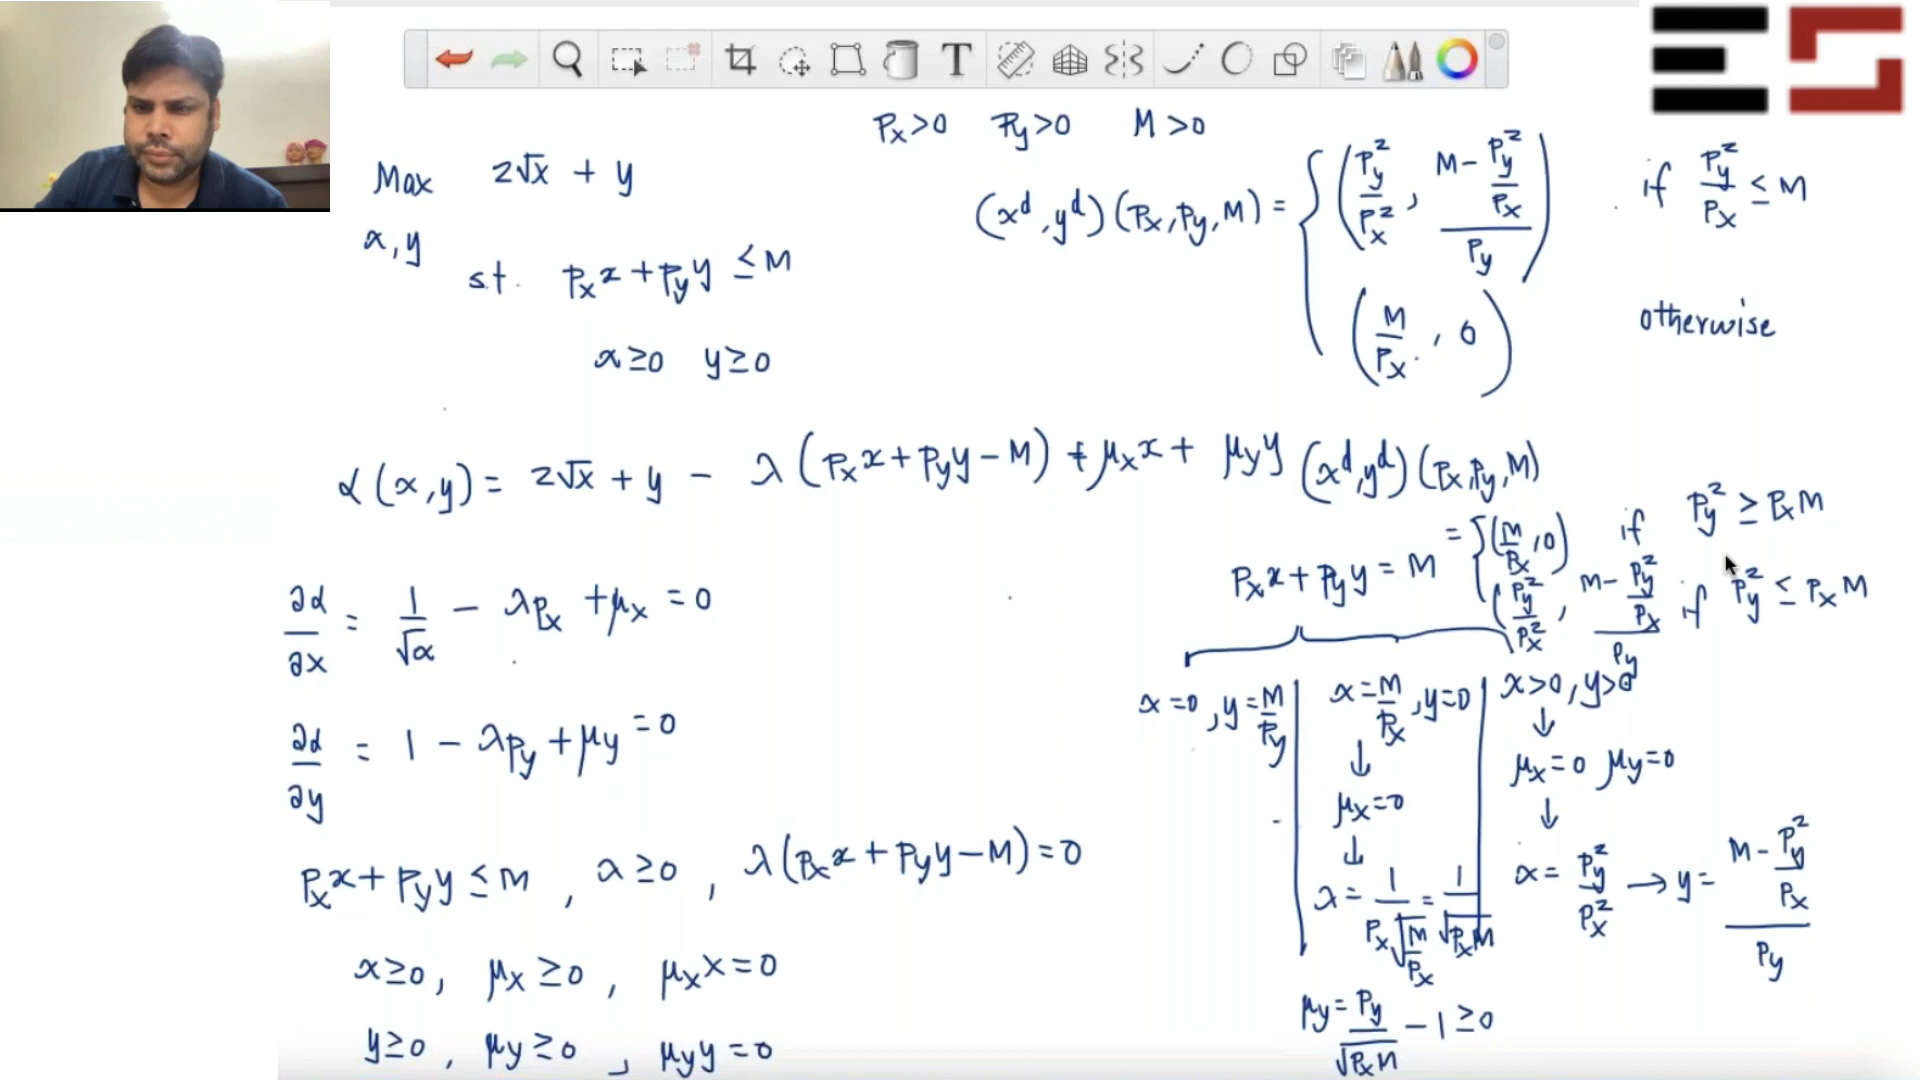 Px>0 Py>0 M>0
Max 2√x + y
x,y
s.t. Pxx + Pyy ≤ M
x≥0 y≥0
(x^d, y^d)(Px, Py, M) = { (Py²/Px², (M - Py²/Px)/Py) if Py²/Px ≤ M
(M/Px, 0) otherwise
L(x,y) = 2√x + y - λ(Pxx + Pyy - M) + μxx + μyy
∂L/∂x = 1/√x - λPx + μx = 0
∂L/∂y = 1 - λPy + μy = 0
Pxx + Pyy ≤ M, λ≥0, λ(Pxx + Pyy - M) = 0
x≥0, μx≥0, μxx=0
y≥0, μy≥0, μyy=0
(x^d, y^d)(Px, Py, M)
= { (M/Px, 0) if Py² ≥ PxM
(Py²/Px², (M - Py²/Px)/Py if Py² ≤ PxM
Pxx + Pyy = M
x=0, y=M/Py
x=M/Px, y=0
↓
μx=0
↓
λ = 1/(Px√(M/Px)) = 1/√(PxM)
μy = Py/√(PxM) - 1 ≥ 0
x>0, y>0
↓
μx=0 μy=0
↓
x = Py²/Px² → y = (M - Py²/Px)/Py
T
ES